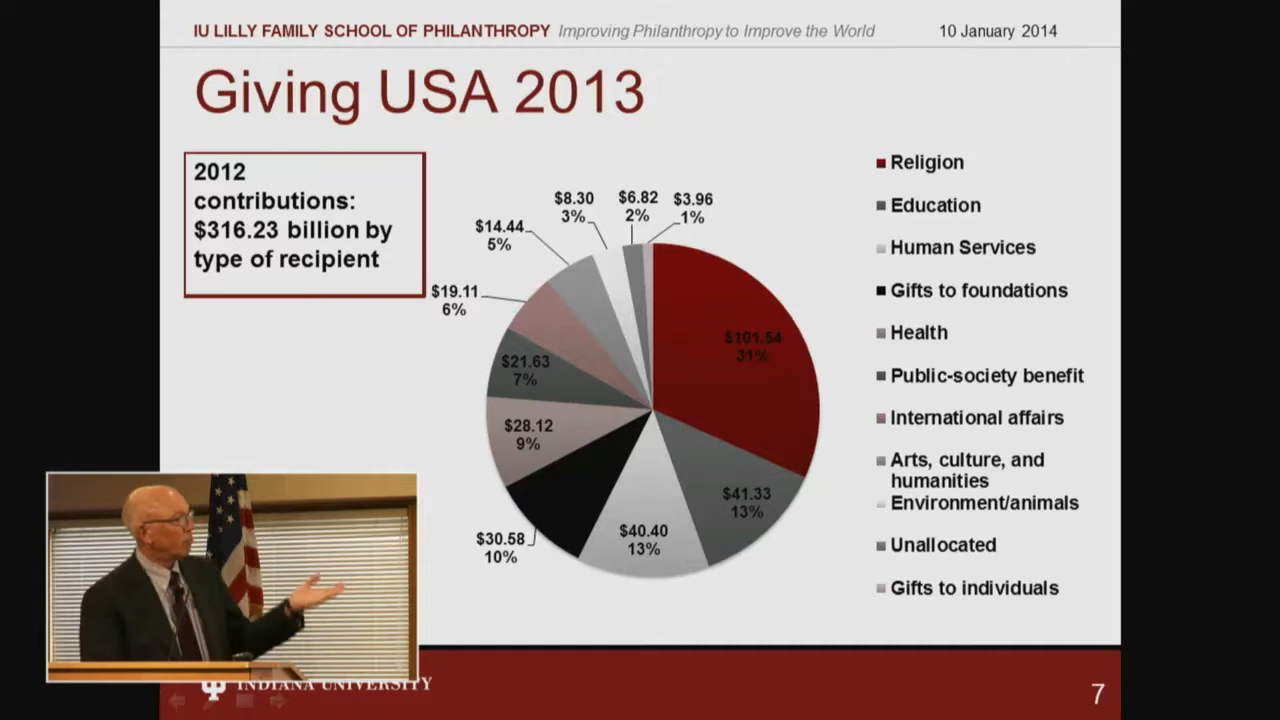 IU LILLY FAMILY SCHOOL OF PHILANTHROPY Improving Philanthropy to Improve the World 10 January 2014
Giving USA 2013
2012
contributions:
$316.23 billion by
type of recipient
$101.54
31%
$41.33
13%
$40.40
13%
$30.58
10%
$28.12
9%
$21.63
7%
$19.11
6%
$14.44
5%
$8.30
3%
$6.82
2%
$3.96
1%
Religion
Education
Human Services
Gifts to foundations
Health
Public-society benefit
International affairs
Arts, culture, and
humanities
Environment/animals
Unallocated
Gifts to individuals
INDIANA UNIVERSITY
7